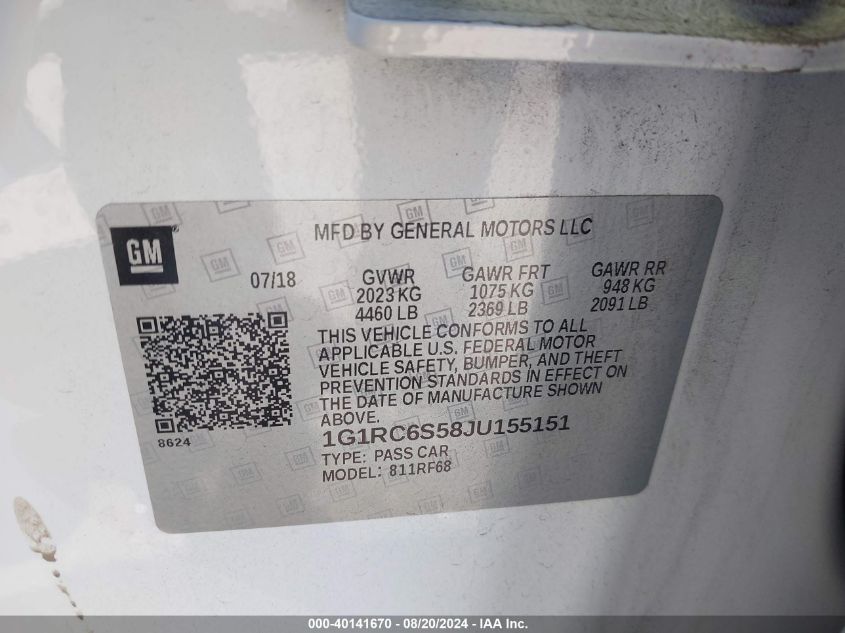 MFD BY GENERAL MOTORS LLC
GM
07/18 GVWR GAWR FRT GAWR RR
2023 KG 1075 KG 948 KG
4460 LB 2369 LB 2091 LB
THIS VEHICLE CONFORMS TO ALL
APPLICABLE U.S. FEDERAL MOTOR
VEHICLE SAFETY, BUMPER, AND THEFT
PREVENTION STANDARDS IN EFFECT ON
THE DATE OF MANUFACTURE SHOWN
ABOVE.
8624
1G1RC6S58JU155151
TYPE: PASS CAR
MODEL: 811RF68
000-40141670 - 08/20/2024 - IAA Inc.